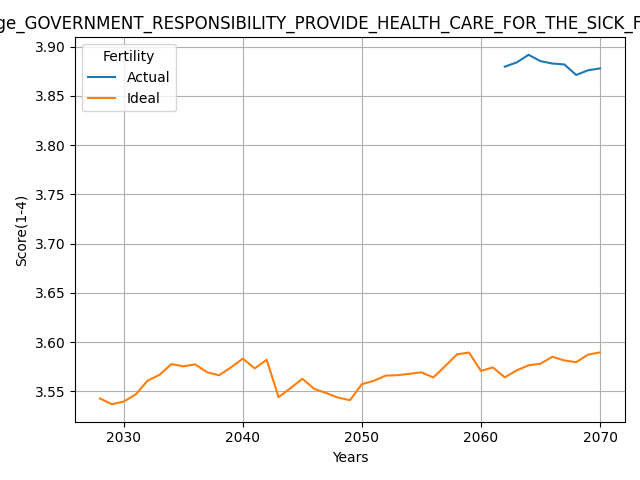 ge_GOVERNMENT_RESPONSIBILITY_PROVIDE_HEALTH_CARE_FOR_THE_SICK_F
3.90
3.85
3.80
3.75
3.70
3.65
3.60
3.55
Score(1-4)
Fertility
Actual
Ideal
2030 2040 2050 2060 2070
Years